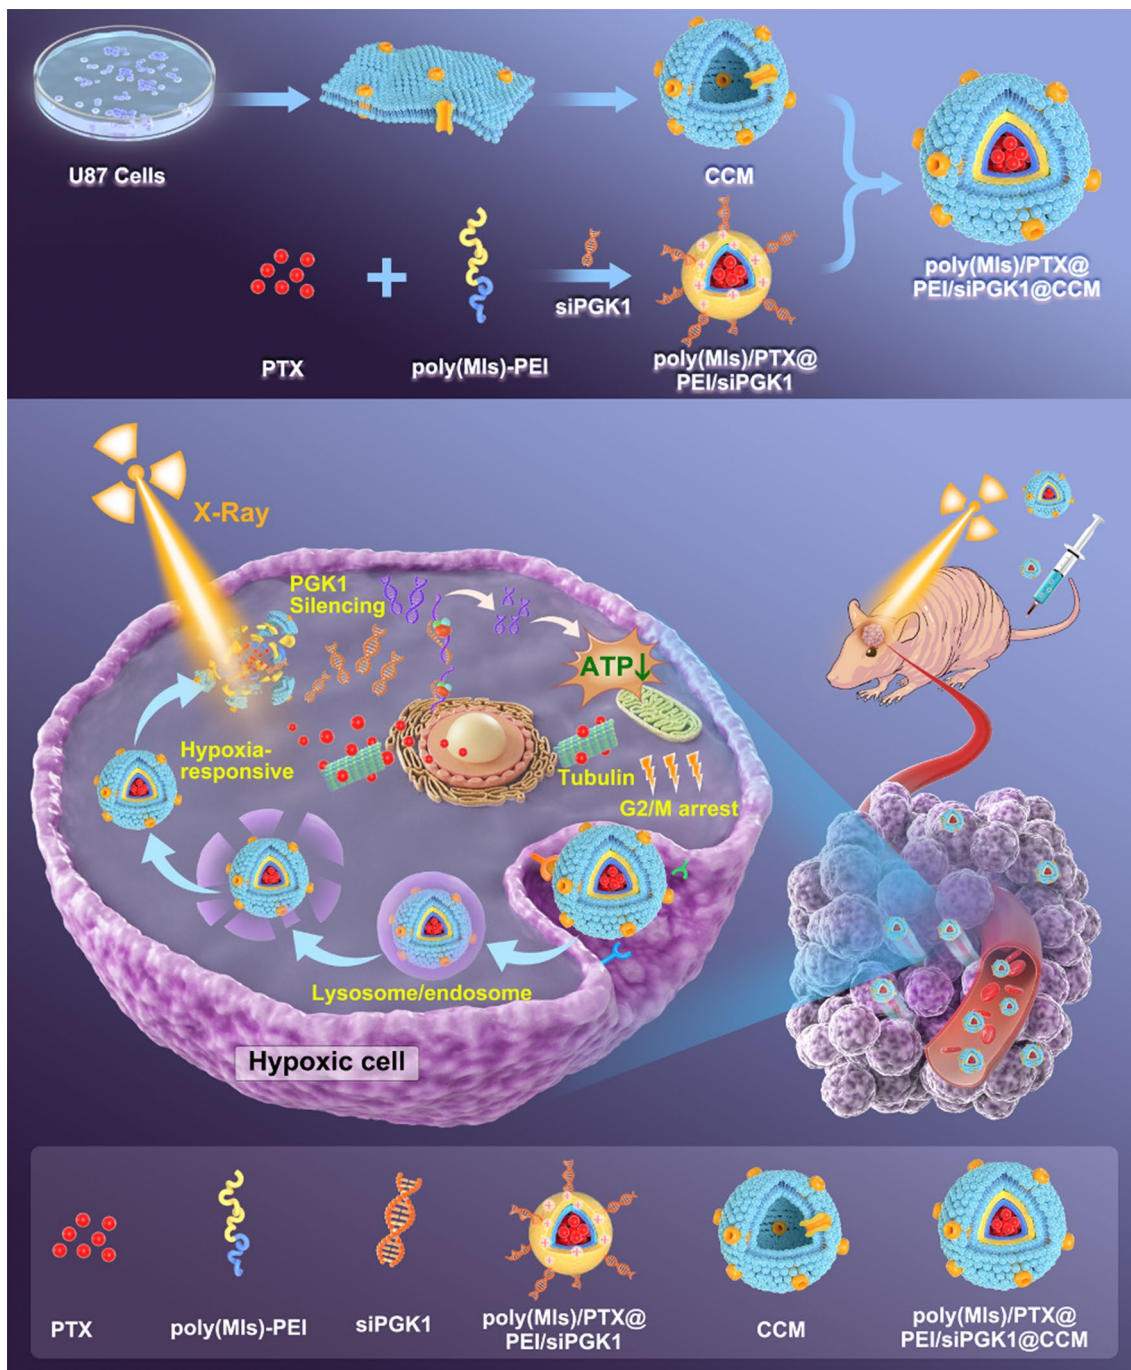 U87 Cells
CCM
poly(MIs)/PTX@
PEI/siPGK1@CCM
siPGK1
PTX
poly(MIs)-PEI
poly(MIs)/PTX@
PEI/siPGK1
X-Ray
PGK1
Silencing
ATP↓
Hypoxia-
responsive
Tubulin
G2/M arrest
Lysosome/endosome
Hypoxic cell
PTX
poly(MIs)-PEI
siPGK1
poly(MIs)/PTX@
PEI/siPGK1
CCM
poly(MIs)/PTX@
PEI/siPGK1@CCM